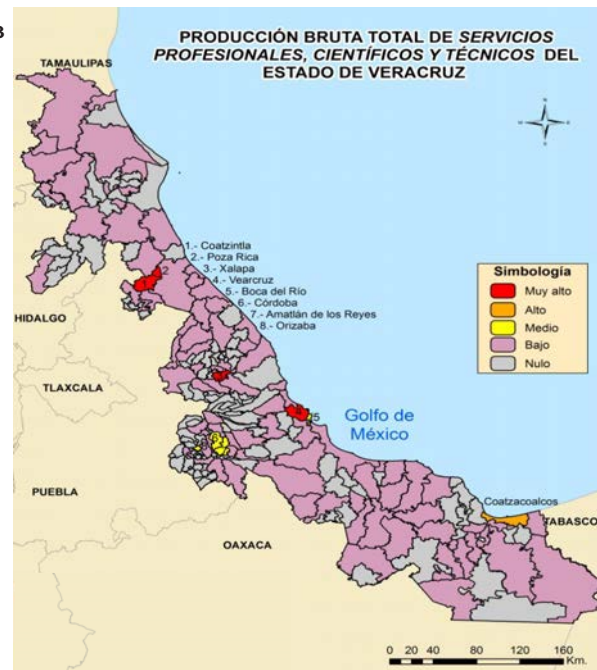 B
PRODUCCIÓN BRUTA TOTAL DE SERVICIOS
PROFESIONALES, CIENTÍFICOS Y TÉCNICOS DEL
ESTADO DE VERACRUZ
TAMAULIPAS
N
1.- Coatzintla
2.- Poza Rica
3.- Xalapa
4.- Vearcruz
5.- Boca del Río
6.- Córdoba
7.- Amatlán de los Reyes
8.- Orizaba
2
Simbología
Muy alto
Alto
Medio
Bajo
Nulo
HIDALGO
TLAXCALA
Golfo de
México
5
PUEBLA
OAXACA
Coatzacoalcos
TABASCO
0 20 40 80 120 160
Km.